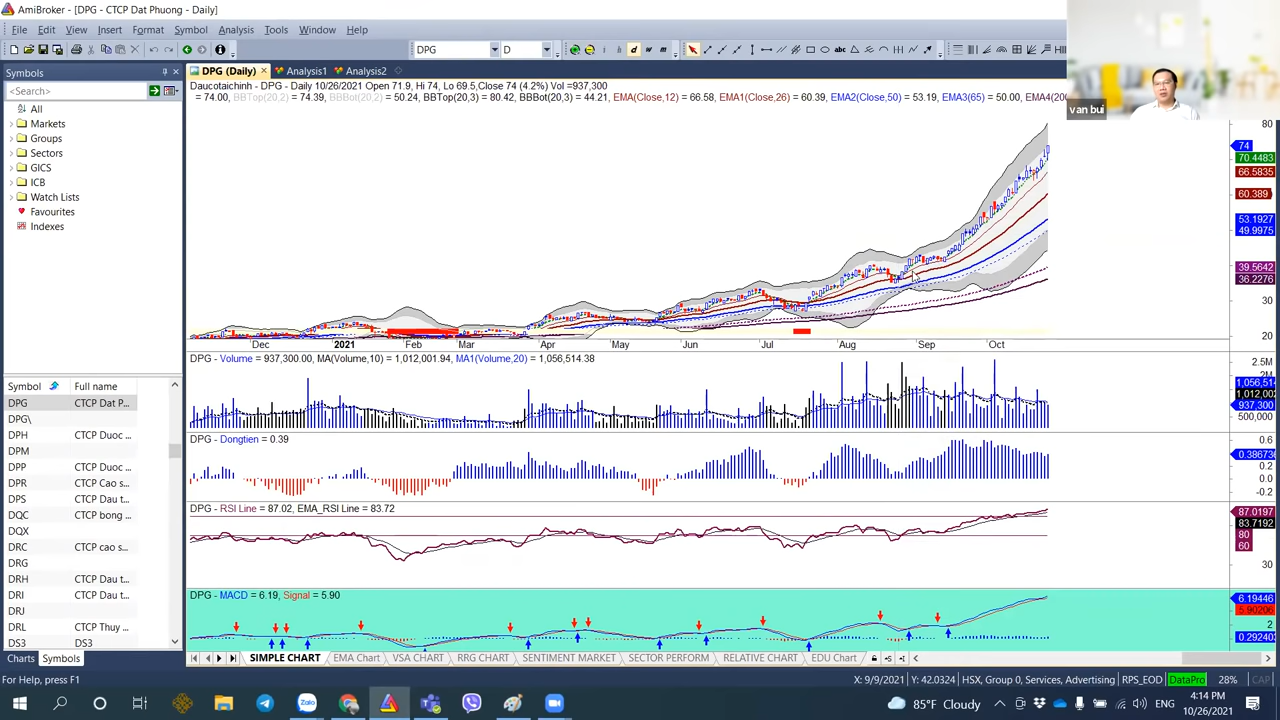 AmiBroker - [DPG - CTCP Dat Phuong - Daily]
File Edit View Insert Format Symbol Analysis Tools Window Help
DPG D i h d w m abc
Symbols
DPG (Daily) Analysis1 Analysis2
<Search>
All
Markets
Groups
Sectors
GICS
ICB
Watch Lists
Favourites
Indexes
Daucotaichinh - DPG - Daily 10/26/2021 Open 71.9, Hi 74, Lo 69.5, Close 74 (4.2%) Vol =937,300
= 74.00, BBTop(20,2) = 74.39, BBBot(20,2) = 50.24, BBTop(20,3) = 80.42, BBBot(20,3) = 44.21, EMA(Close,12) = 66.58, EMA1(Close,26) = 60.39, EMA2(Close,50) = 53.19, EMA3(65) = 50.00, EMA4(20
van bui
80
74
70.4483
66.5835
60.389
53.1927
49.9975
39.5642
36.2276
30
20
Dec 2021 Feb Mar Apr May Jun Jul Aug Sep Oct
DPG - Volume = 937,300.00, MA(Volume,10) = 1,012,001.94, MA1(Volume,20) = 1,056,514.38
2.5M
2M
1,056,514
1,012,002
937,300
500,000
DPG - Dongtien = 0.39
0.6
0.386736
0.2
0.0
-0.2
DPG - RSI Line = 87.02, EMA_RSI Line = 83.72
87.0197
83.7192
80
60
30
DPG - MACD = 6.19, Signal = 5.90
6.19446
5.90206
2
0.292402
Symbol Full name
DPG CTCP Dat P...
DPG\
DPH CTCP Duoc ...
DPM
DPP CTCP Duoc ...
DPR CTCP Cao s...
DPS CTCP Dau t...
DQC CTCP bong ...
DQX
DRC CTCP cao s...
DRG
DRH CTCP Dau t...
DRI CTCP Dau t...
DRJ
DRL CTCP Thuy ...
DS3 DS3
Charts Symbols
SIMPLE CHART EMA Chart VSA CHART RRG CHART SENTIMENT MARKET SECTOR PERFORM RELATIVE CHART EDU Chart
For Help, press F1
X: 9/9/2021 Y: 42.0324 HSX, Group 0, Services, Advertising RPS_EOD DataPro 28% CAP
85°F Cloudy
ENG
4:14 PM
10/26/2021